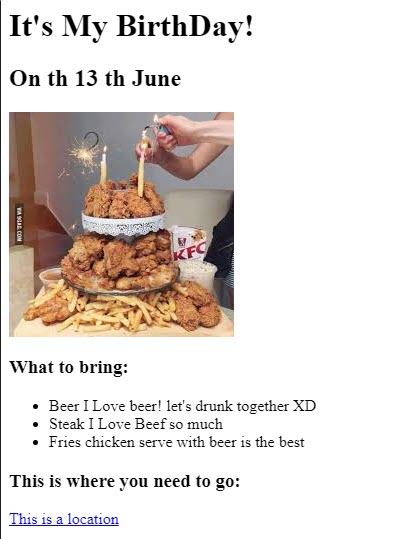 It's My BirthDay!
On th 13 th June
VIA 9GAG.COM
KFC
What to bring:
Beer I Love beer! let's drunk together XD
Steak I Love Beef so much
Fries chicken serve with beer is the best
This is where you need to go:
This is a location